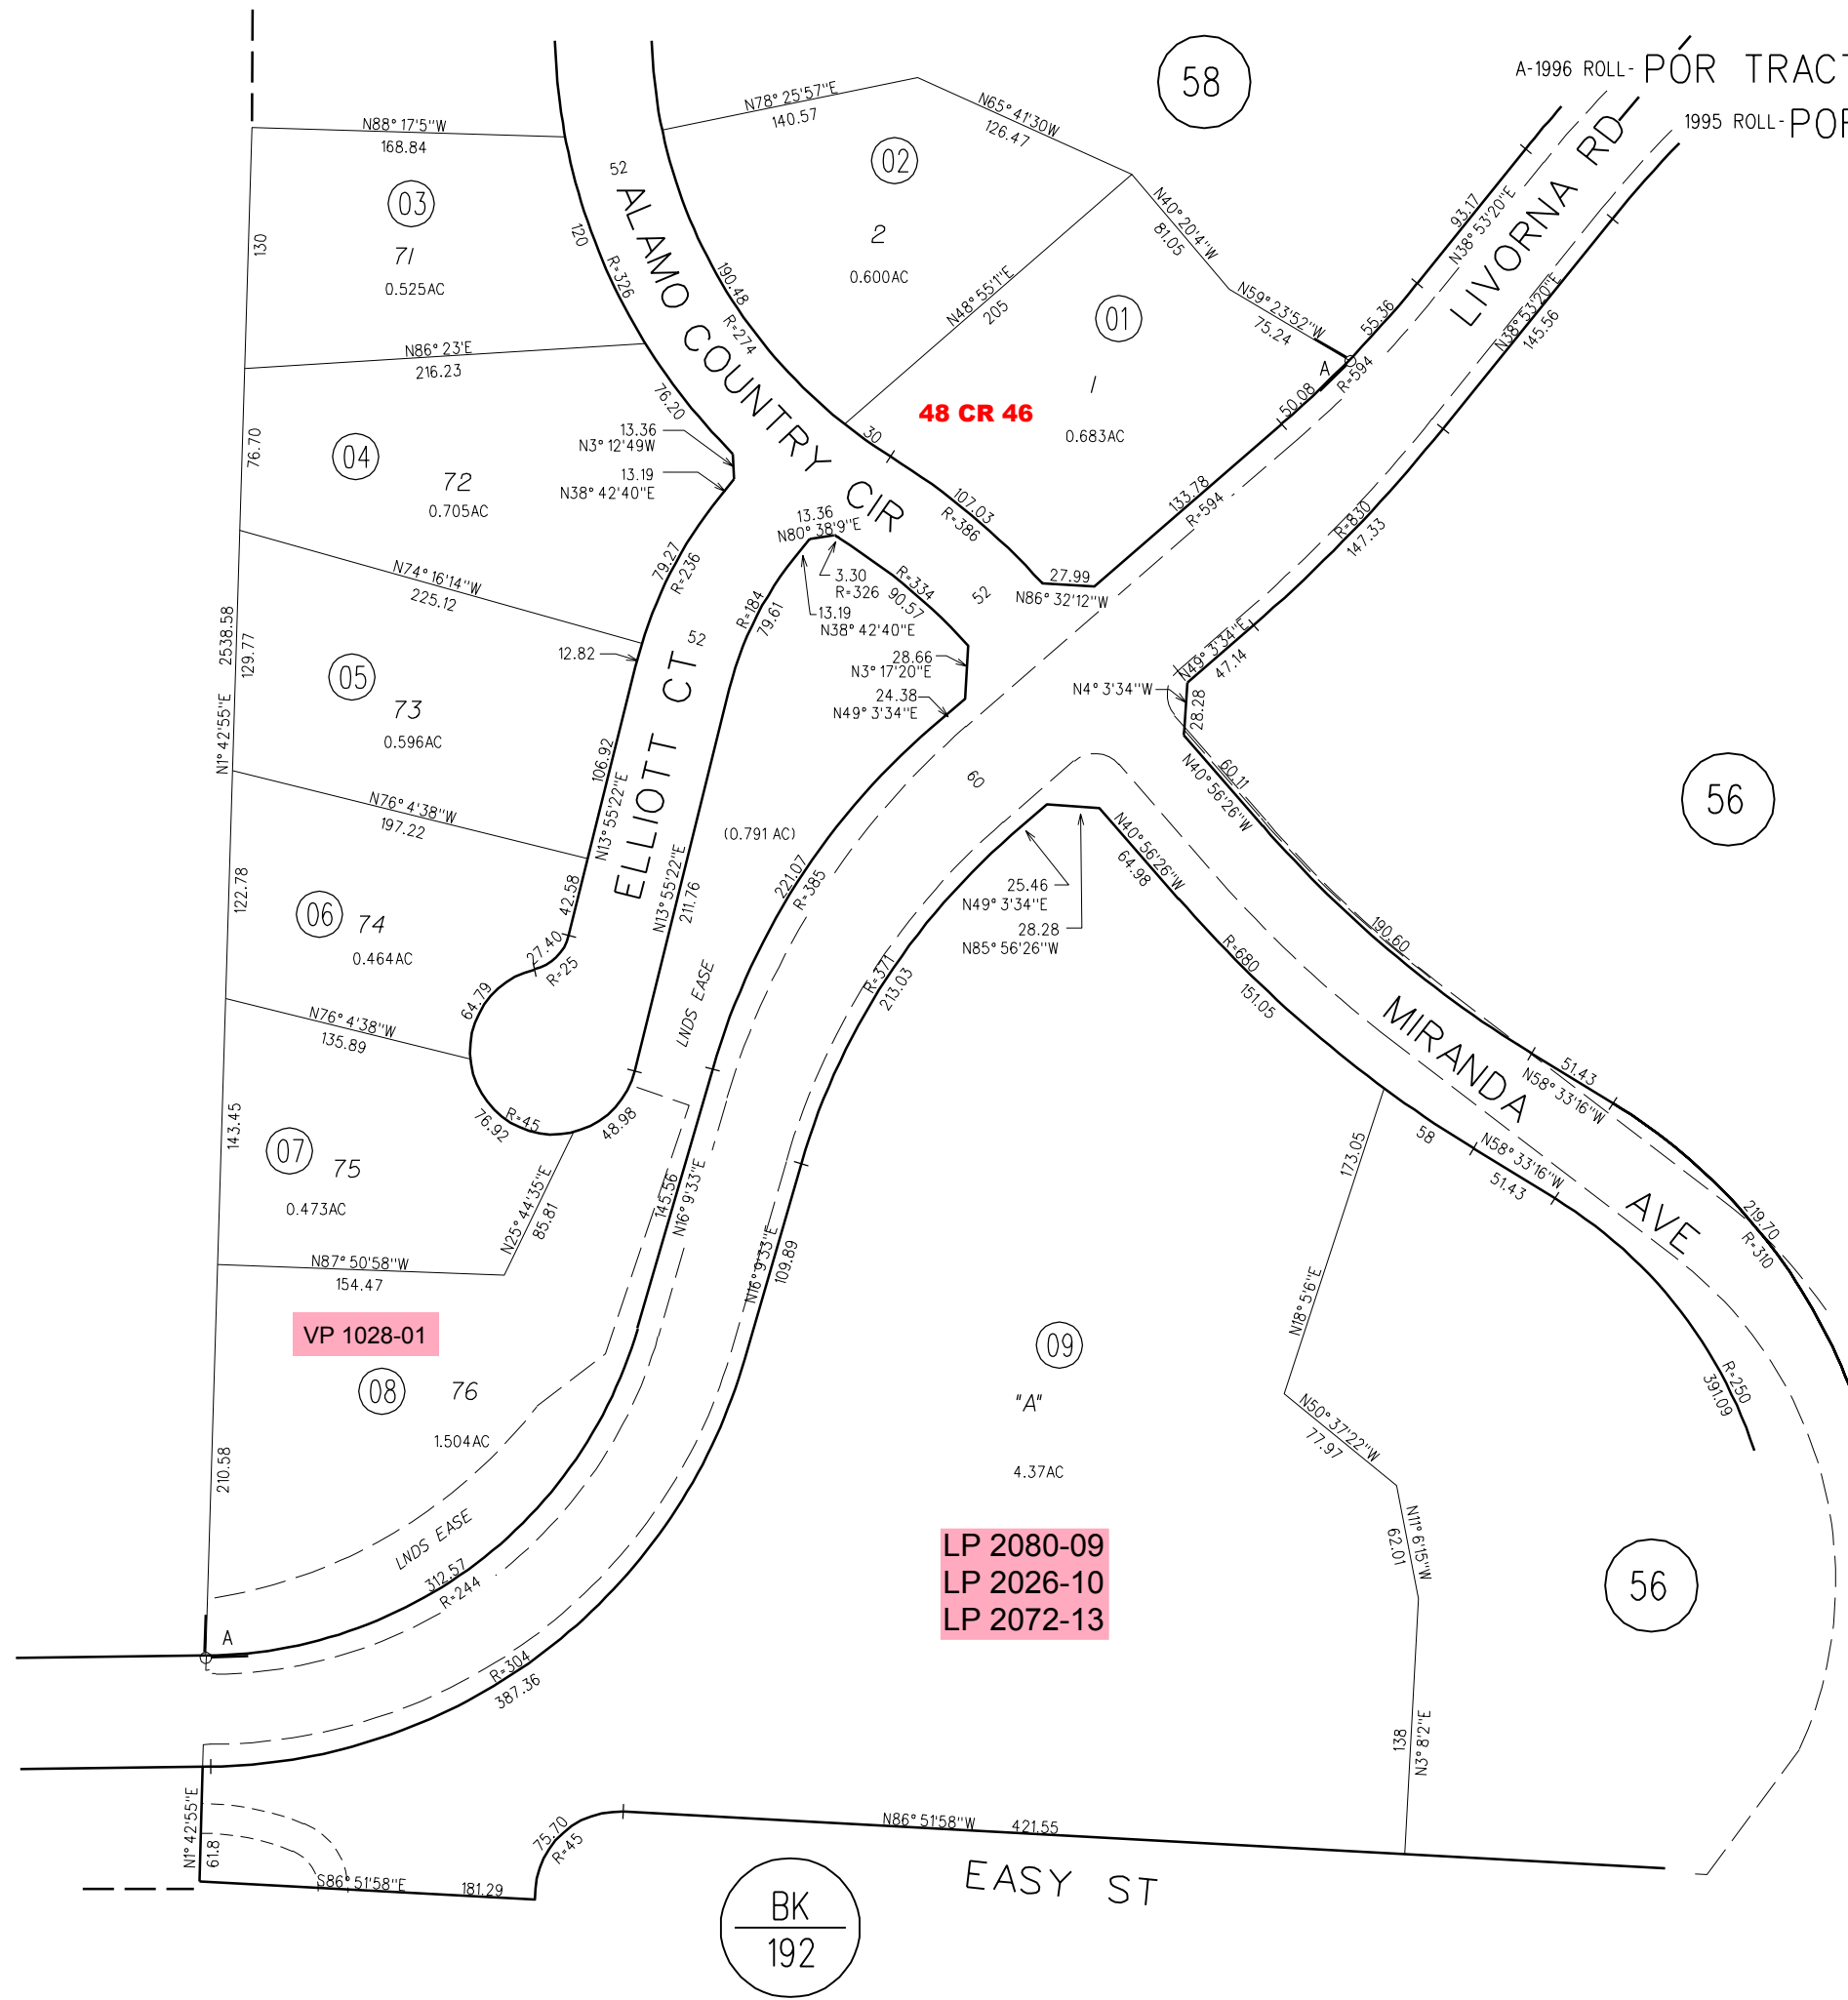 58
A-1996 ROLL- POR TRACT
1995 ROLL- POR
N88° 17'5"W
168.84
N78° 25'57"E
140.57
N65° 41'30W
126.47
52
03
71
0.525AC
130
120
R=326
ALAMO COUNTRY CIR
190.48
R=274
02
2
0.600AC
N40° 20'4"W
81.05
N48° 55'1"E
205
01
1
0.683AC
N59° 23'52"W
75.24
A
48 CR 46
93.17
N38° 53'20"E
LIVORNA RD
55.36
R=594
50.08
N38° 53'20"E
145.56
N86° 23'E
216.23
76.20
76.70
04
72
0.705AC
13.36
N3° 12'49W
13.19
N38° 42'40"E
30
107.03
R=386
133.78
R=594
R=830
147.33
13.36
N80° 38'9"E
3.30
R=326
13.19
N38° 42'40"E
R=334
90.57
52
27.99
N86° 32'12"W
N74° 16'14"W
225.12
79.27
R=236
R=184
79.61
52
12.82
2538.58
N1° 42'55"E
129.77
05
73
0.596AC
28.66
N3° 17'20"E
24.38
N49° 3'34"E
N49° 3'34"E
47.14
N4° 3'34"W
28.28
60.11
N40° 56'26"W
56
106.92
N13° 55'22"E
ELLIOTT CT
N76° 4'38"W
197.22
(0.791 AC)
60
221.07
R=385
N13° 55'22"E
211.76
122.78
06
74
0.464AC
42.58
27.40
R=25
25.46
N49° 3'34"E
28.28
N85° 56'26"W
N40° 56'26"W
64.98
R=680
151.05
190.60
LNDS EASE
R=371
213.03
N76° 4'38"W
135.89
64.79
76.92
R=45
48.98
MIRANDA AVE
51.43
N58° 33'16"W
143.45
07
75
0.473AC
N25° 44'35"E
85.81
145.56
N16° 9'33"E
N16° 9'33"E
109.89
173.05
58
N58° 33'16"W
51.43
219.70
R=310
N87° 50'58"W
154.47
VP 1028-01
08
76
1.504AC
210.58
N18° 5'6"E
09
"A"
4.37AC
R=250
391.09
N50° 37'22"W
77.97
N11° 6'15"W
62.01
LNDS EASE
LP 2080-09
LP 2026-10
LP 2072-13
56
312.57
R=244
A
R=304
387.36
138
N3° 8'2"E
N1° 42'55"E
61.8
S86° 51'58"E
181.29
75.70
R=45
N86° 51'58"W
421.55
EASY ST
BK
192